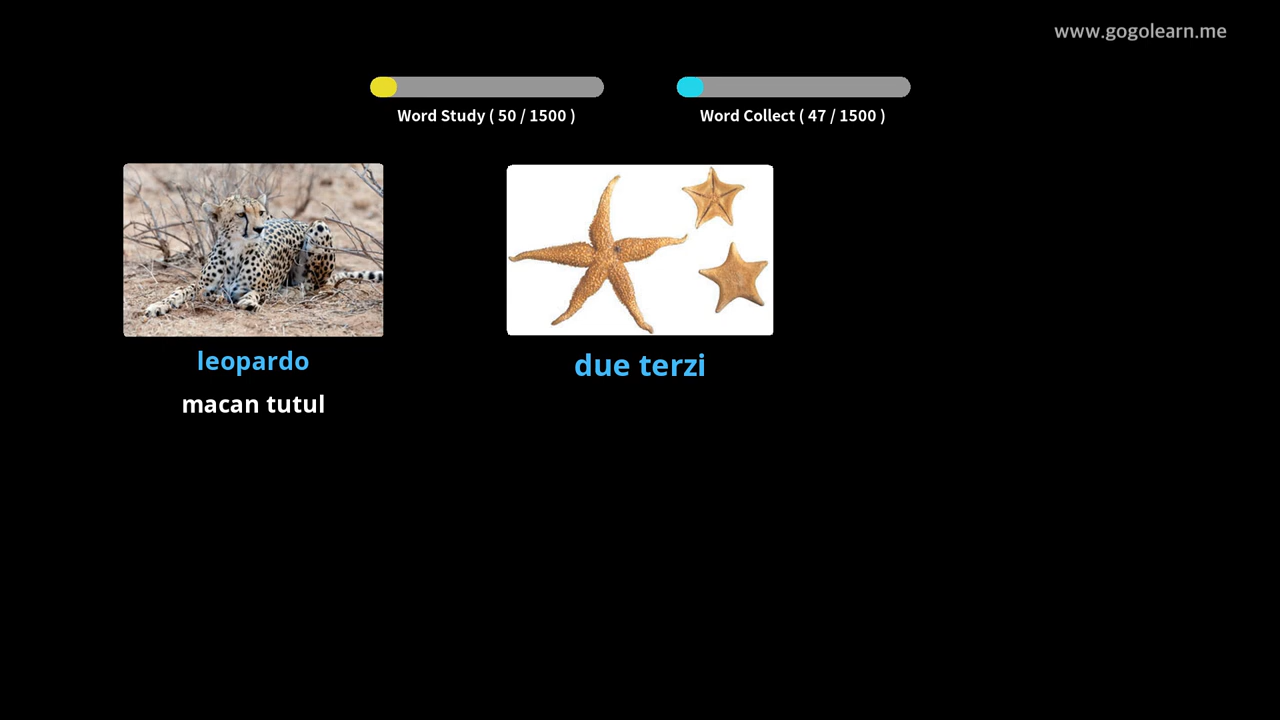 www.gogolearn.me
Word Study ( 50 / 1500 )
Word Collect ( 47 / 1500 )
leopardo
macan tutul
due terzi